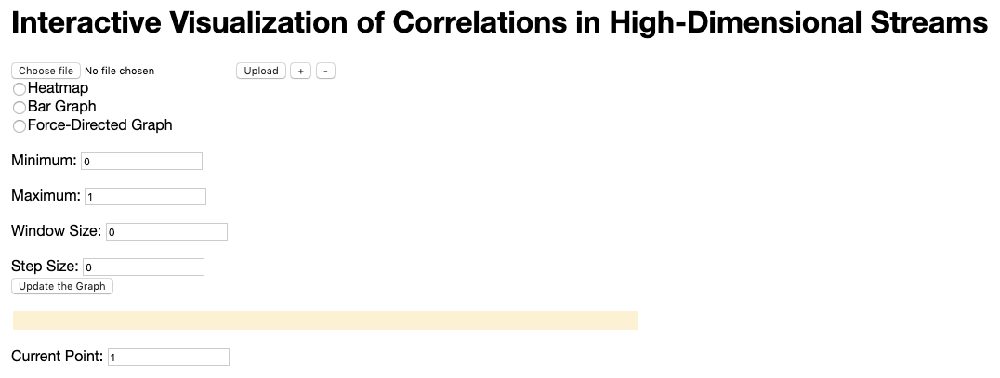 Interactive Visualization of Correlations in High-Dimensional Streams
Choose file No file chosen Upload + -
Heatmap
Bar Graph
Force-Directed Graph
Minimum: 0
Maximum: 1
Window Size: 0
Step Size: 0
Update the Graph
Current Point: 1